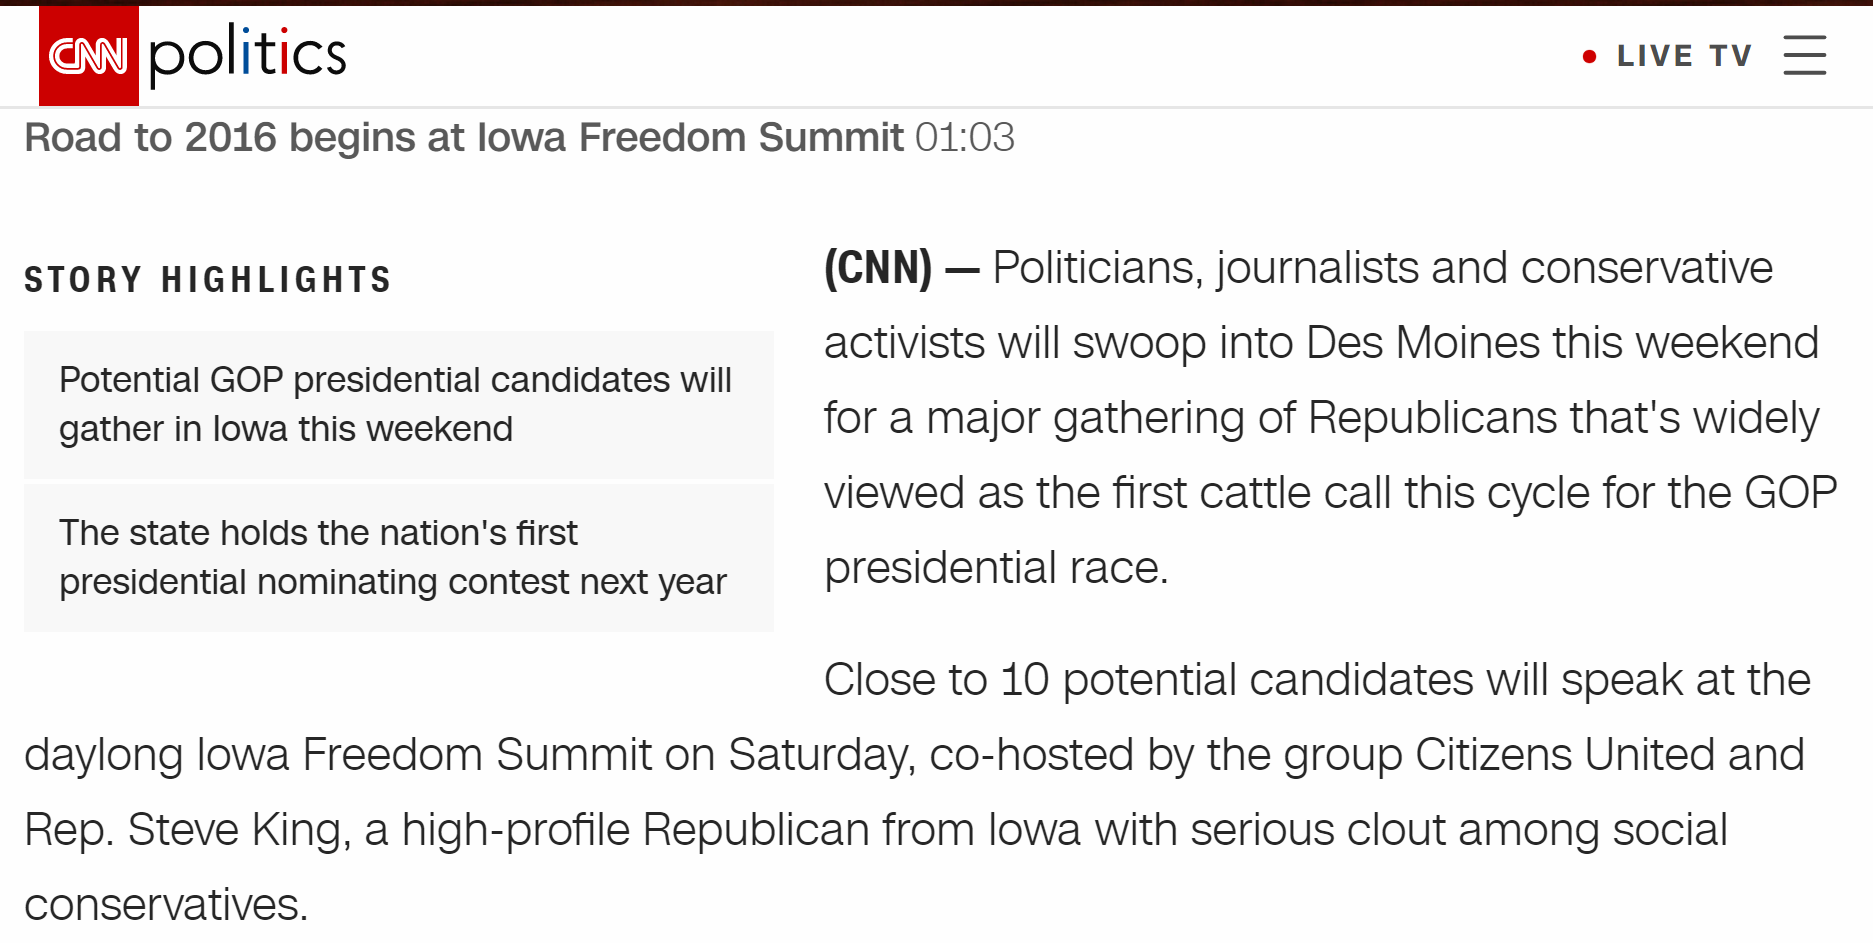 CNN politics
LIVE TV
Road to 2016 begins at Iowa Freedom Summit 01:03
STORY HIGHLIGHTS
Potential GOP presidential candidates will
gather in Iowa this weekend
The state holds the nation's first
presidential nominating contest next year
(CNN) — Politicians, journalists and conservative
activists will swoop into Des Moines this weekend
for a major gathering of Republicans that's widely
viewed as the first cattle call this cycle for the GOP
presidential race.
Close to 10 potential candidates will speak at the
daylong Iowa Freedom Summit on Saturday, co-hosted by the group Citizens United and
Rep. Steve King, a high-profile Republican from Iowa with serious clout among social
conservatives.